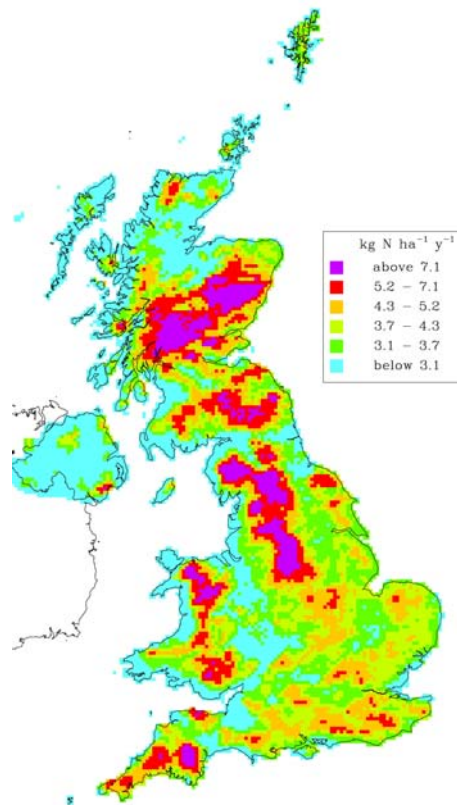 kg N ha⁻¹ y⁻¹
above 7.1
5.2 – 7.1
4.3 – 5.2
3.7 – 4.3
3.1 – 3.7
below 3.1